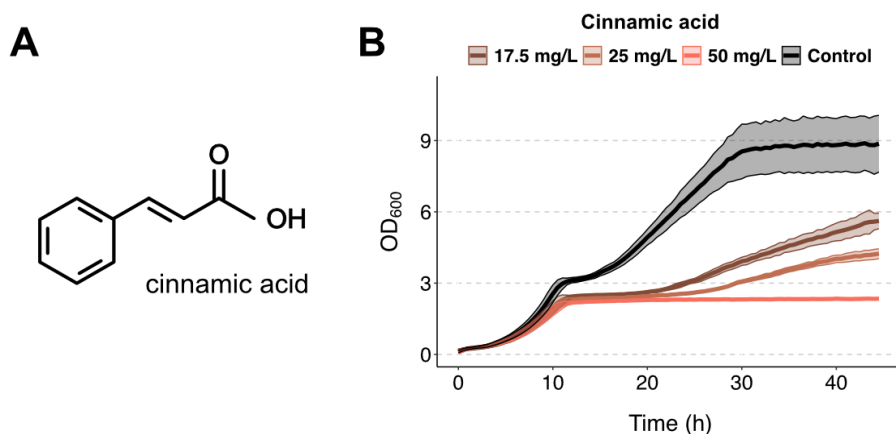 A
O
OH
cinnamic acid
B
Cinnamic acid
17.5 mg/L 25 mg/L 50 mg/L Control
OD600
9
6
3
0
0 10 20 30 40
Time (h)